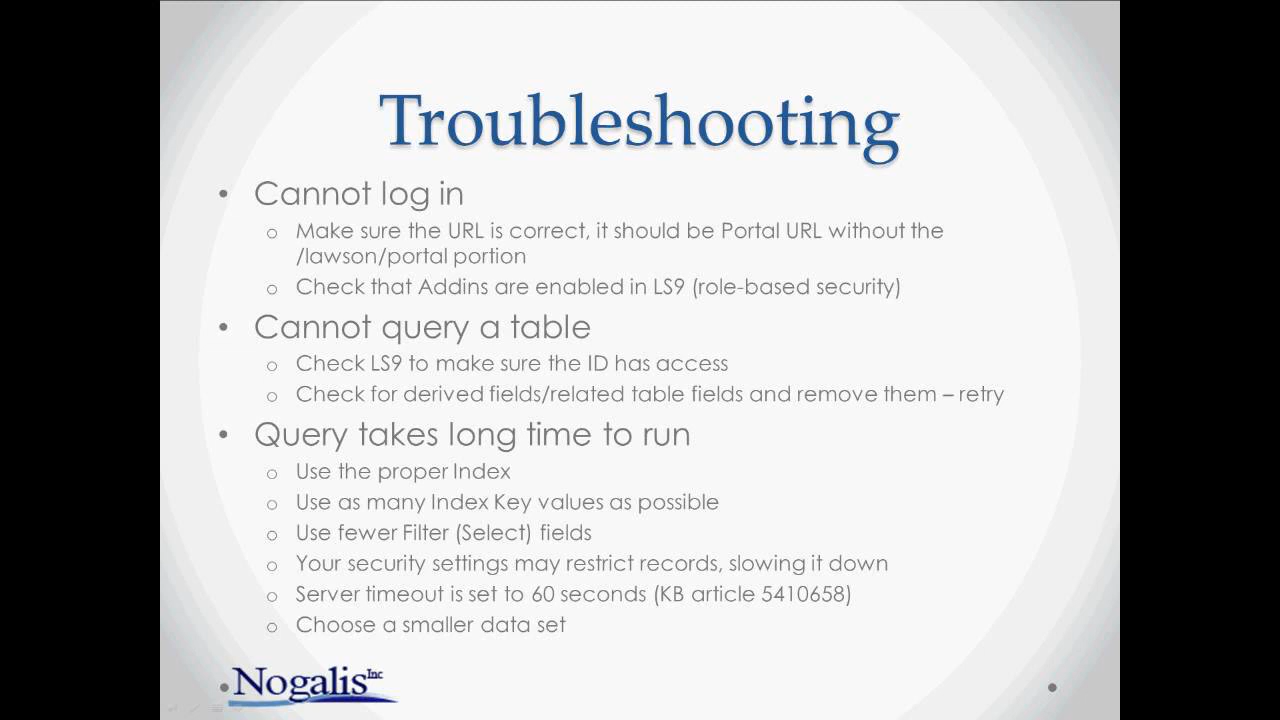 Troubleshooting
• Cannot log in
o Make sure the URL is correct, it should be Portal URL without the
/lawson/portal portion
o Check that Addins are enabled in LS9 (role-based security)
• Cannot query a table
o Check LS9 to make sure the ID has access
o Check for derived fields/related table fields and remove them – retry
• Query takes long time to run
o Use the proper Index
o Use as many Index Key values as possible
o Use fewer Filter (Select) fields
o Your security settings may restrict records, slowing it down
o Server timeout is set to 60 seconds (KB article 5410658)
o Choose a smaller data set
Nogalis Inc